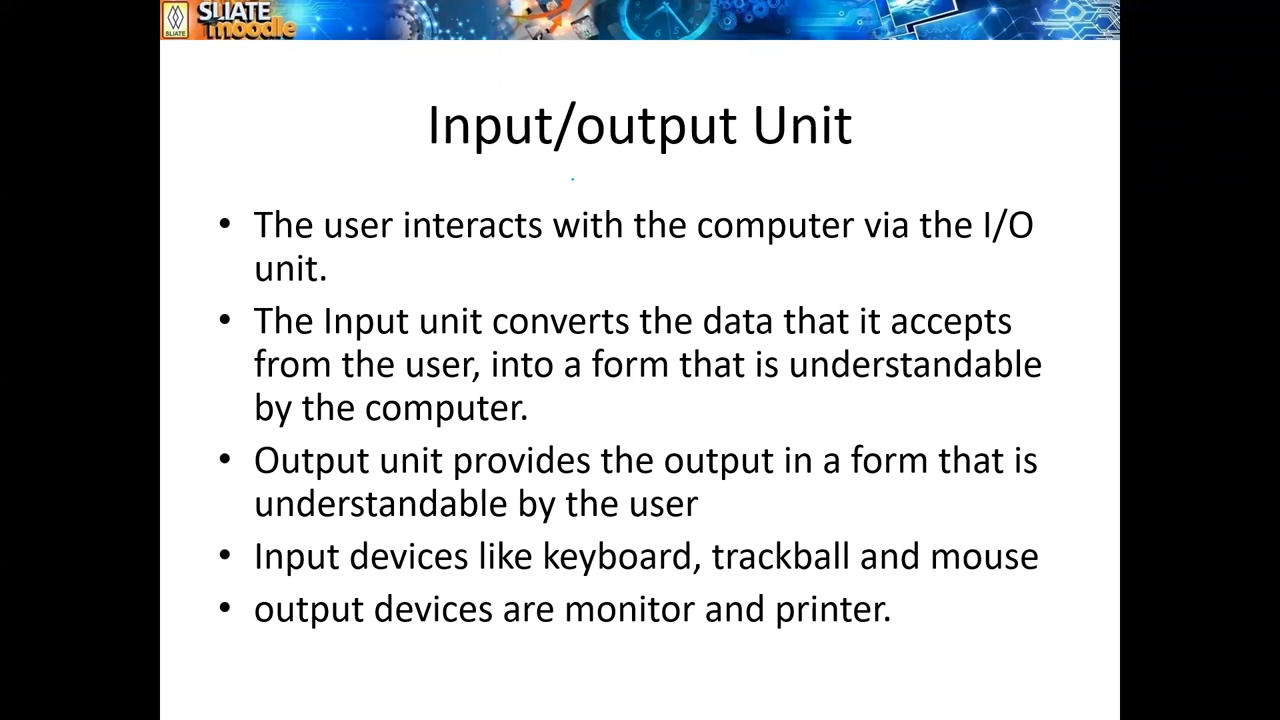 SLIATE
moodle
SLIATE
Input/output Unit
• The user interacts with the computer via the I/O
unit.
• The Input unit converts the data that it accepts
from the user, into a form that is understandable
by the computer.
• Output unit provides the output in a form that is
understandable by the user
• Input devices like keyboard, trackball and mouse
• output devices are monitor and printer.